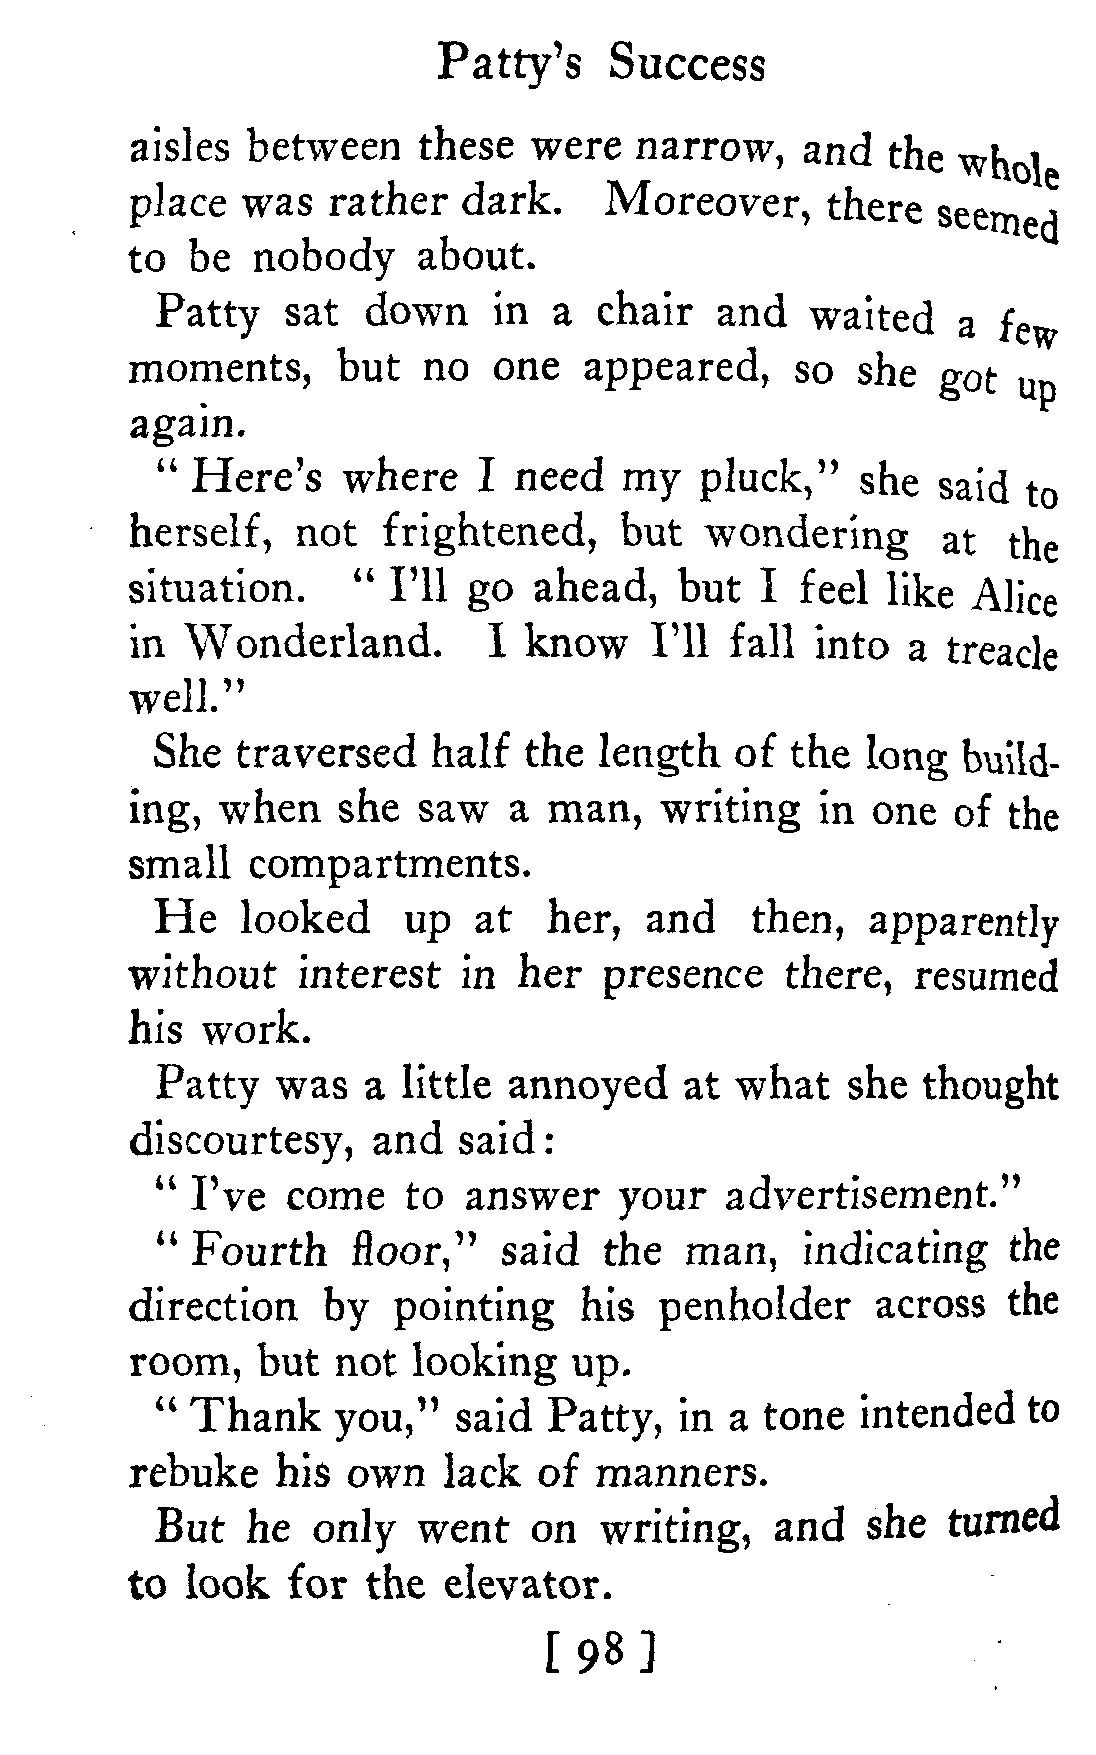 Patty's Success
aisles between these were narrow, and the whole
place was rather dark. Moreover, there seemed
to be nobody about.
Patty sat down in a chair and waited a few
moments, but no one appeared, so she got up
again.
" Here's where I need my pluck," she said to
herself, not frightened, but wondering at the
situation. " I'll go ahead, but I feel like Alice
in Wonderland. I know I'll fall into a treacle
well."
She traversed half the length of the long build-
ing, when she saw a man, writing in one of the
small compartments.
He looked up at her, and then, apparently
without interest in her presence there, resumed
his work.
Patty was a little annoyed at what she thought
discourtesy, and said:
" I've come to answer your advertisement."
" Fourth floor," said the man, indicating the
direction by pointing his penholder across the
room, but not looking up.
" Thank you," said Patty, in a tone intended to
rebuke his own lack of manners.
But he only went on writing, and she turned
to look for the elevator.
[ 98 ]